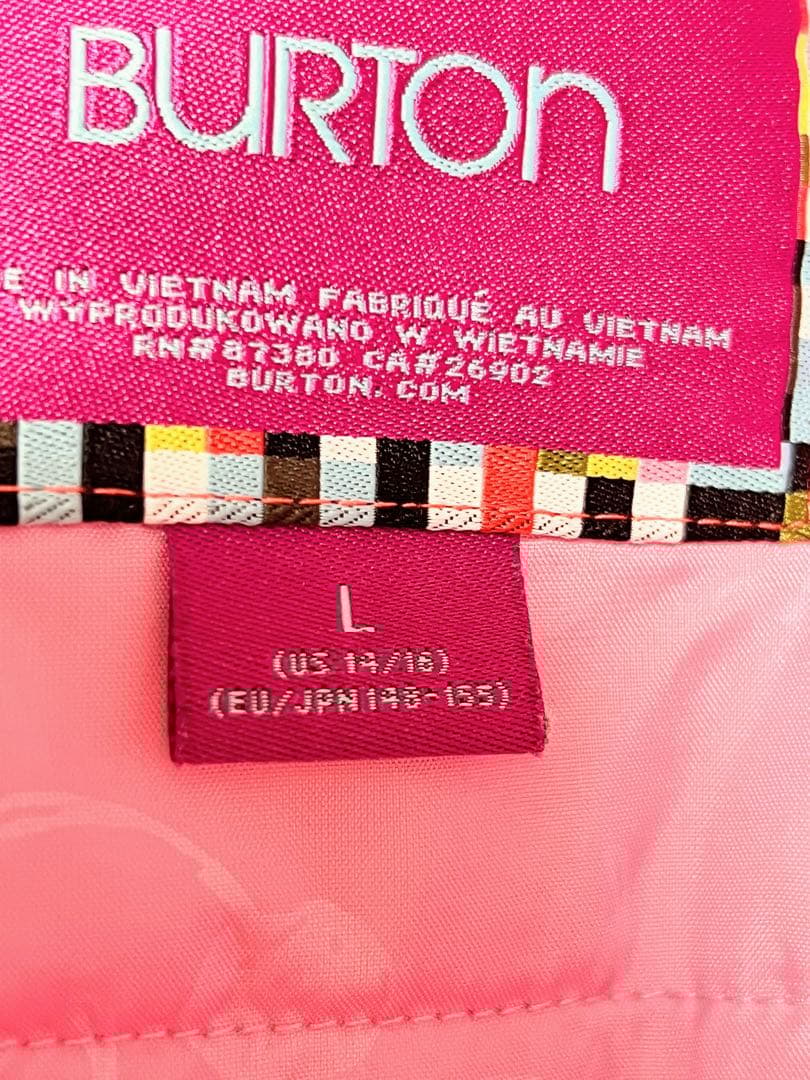 BURTON
E IN VIETNAM FABRIQUÉ AU VIETNAM
WYPRODUKOWANO W WIETNAMIE
RN#87380 CA#26902
BURTON.COM
L
(US 14/16)
(EU/JPN 148-155)